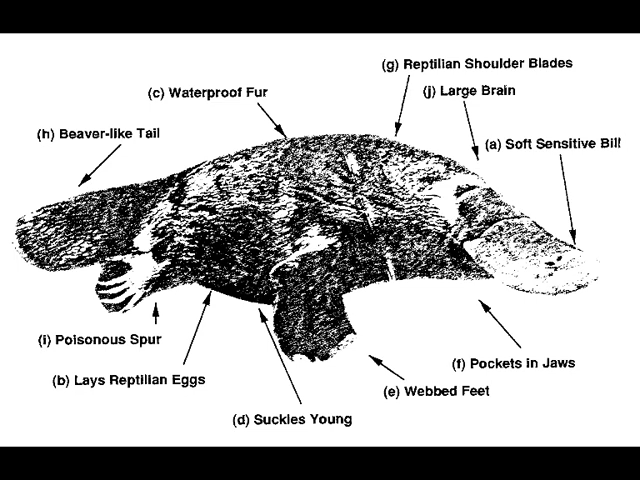 (g) Reptilian Shoulder Blades
(c) Waterproof Fur
(j) Large Brain
(h) Beaver-like Tail
(a) Soft Sensitive Bill
(i) Poisonous Spur
(b) Lays Reptilian Eggs
(f) Pockets in Jaws
(e) Webbed Feet
(d) Suckles Young